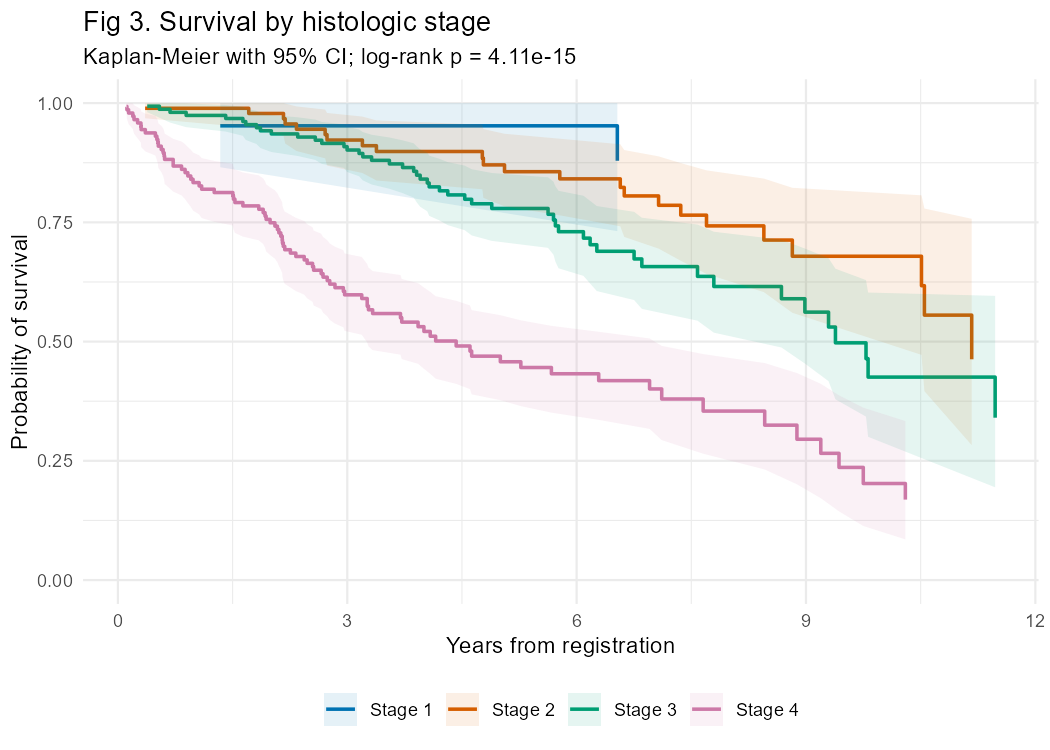 Fig 3. Survival by histologic stage
Kaplan-Meier with 95% CI; log-rank p = 4.11e-15
Probability of survival
1.00
0.75
0.50
0.25
0.00
0 3 6 9 12
Years from registration
Stage 1 Stage 2 Stage 3 Stage 4